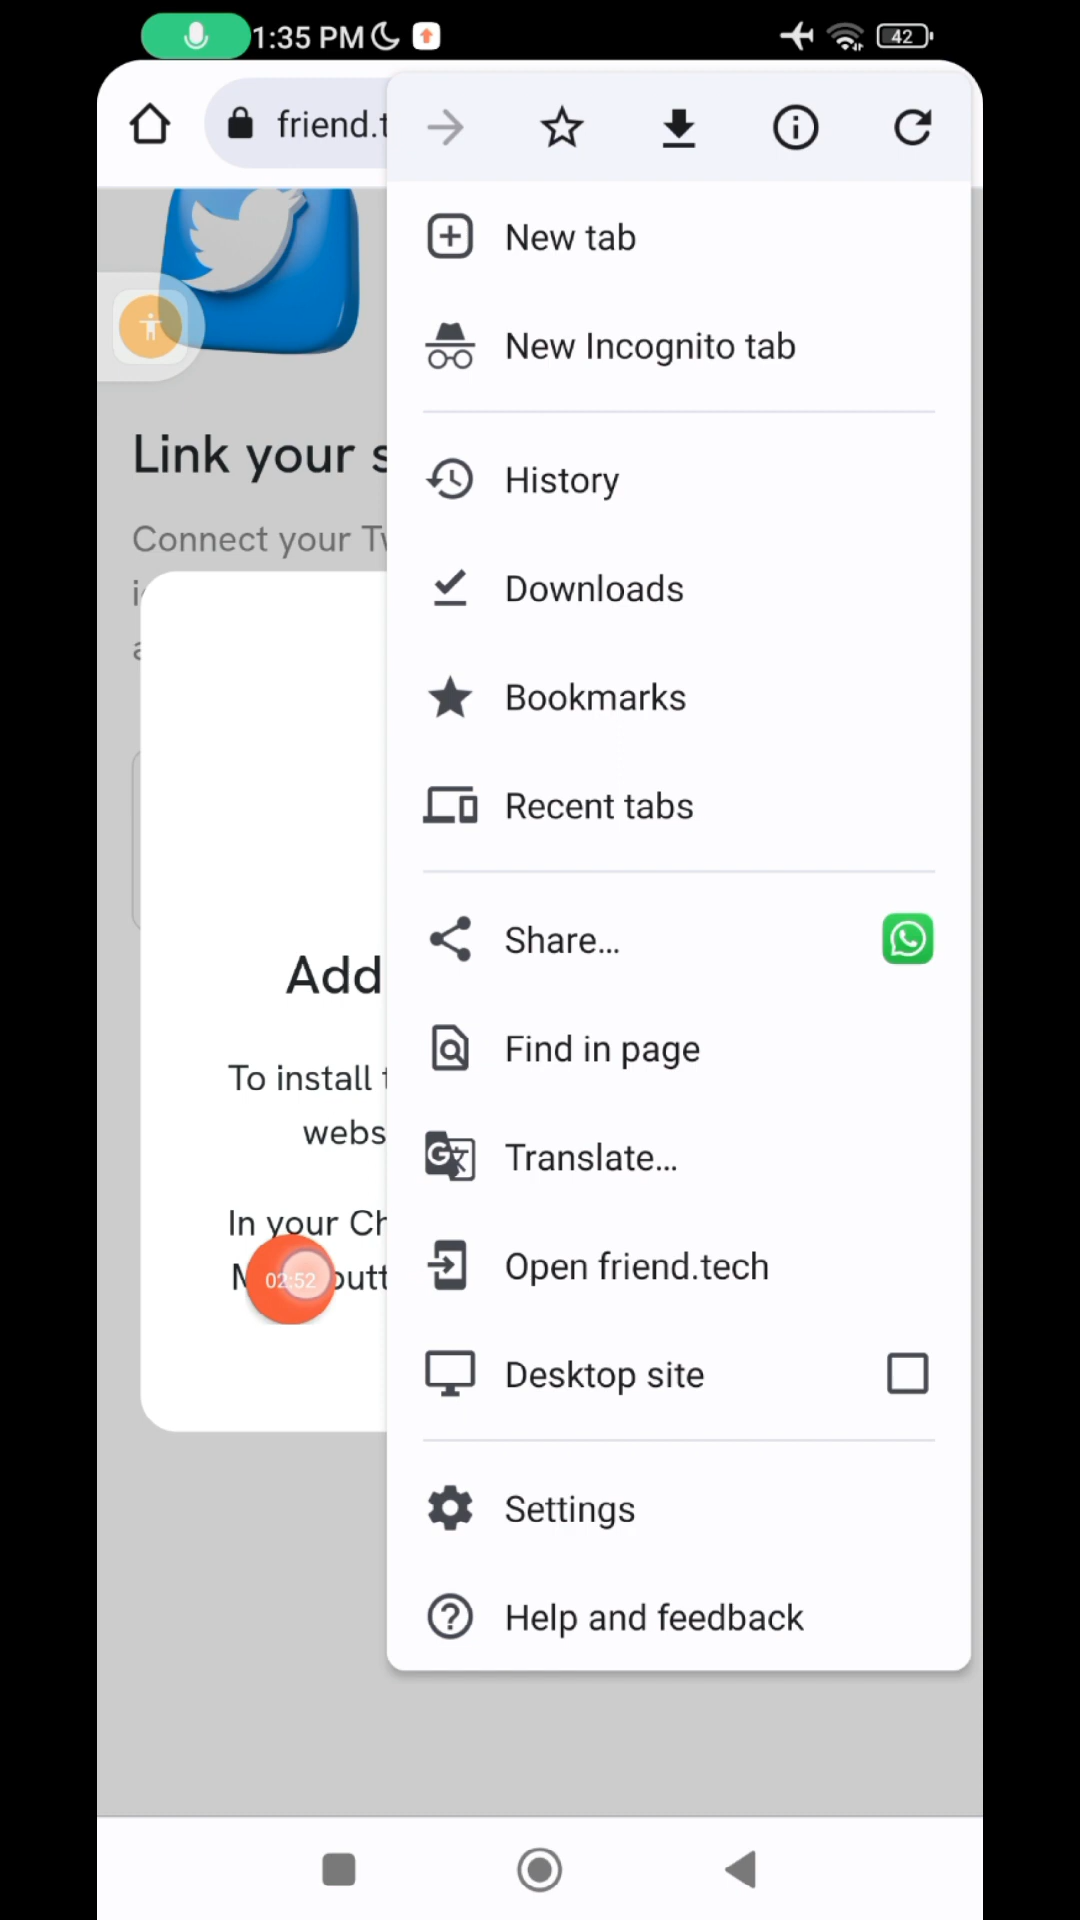 1:35 PM
42
friend.t
New tab
New Incognito tab
Link your s
History
Connect your Tw
Downloads
Bookmarks
Recent tabs
Share...
Add
Find in page
To install t
webs
Translate...
In your Ch
Open friend.tech
02:52
butt
Desktop site
Settings
Help and feedback